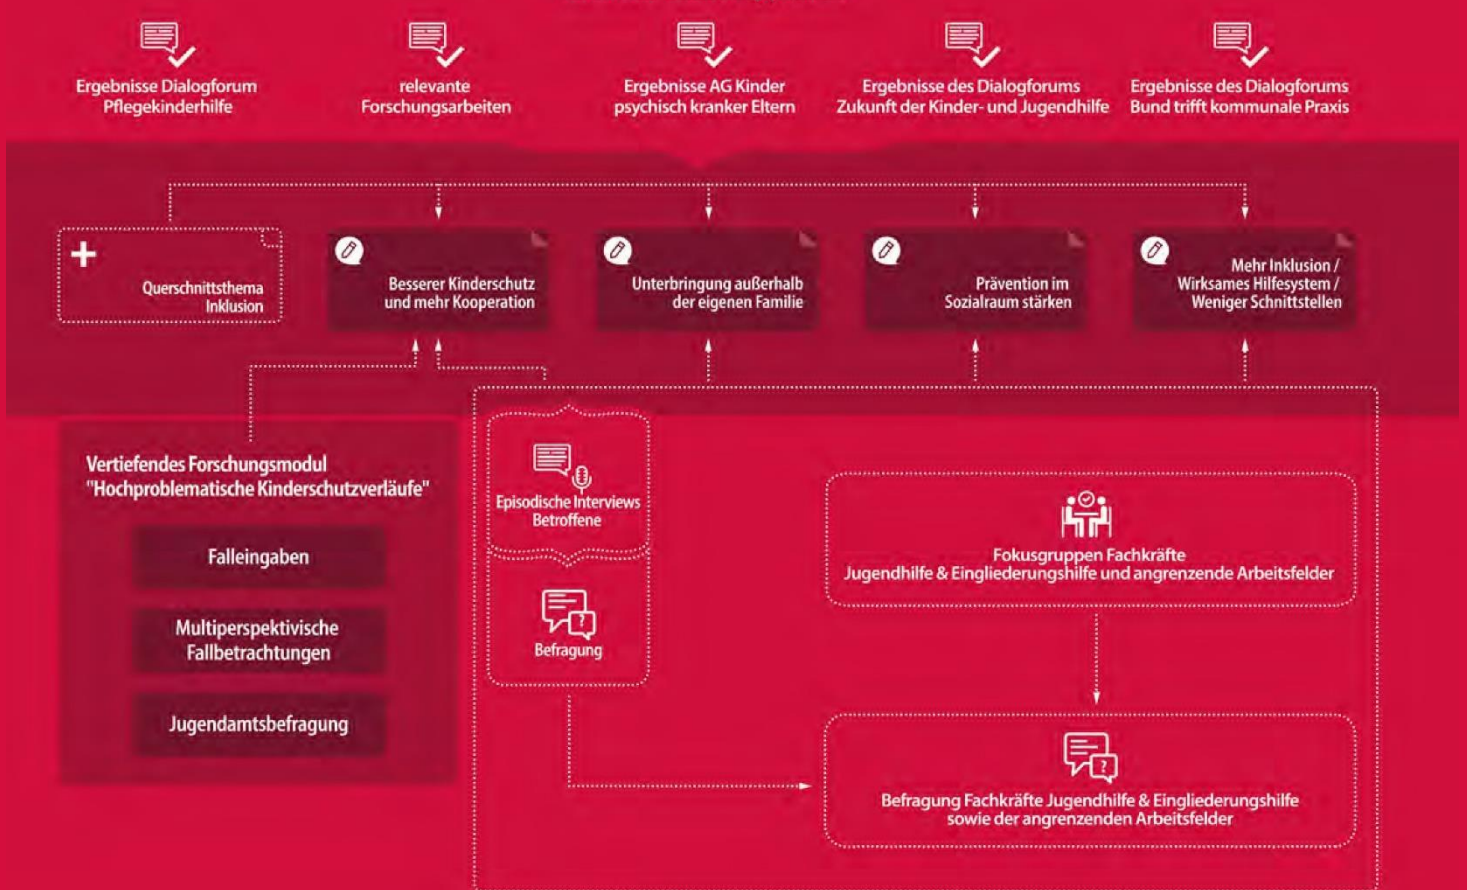 Ergebnisse Dialogforum
Pflegekinderhilfe
relevante
Forschungsarbeiten
Ergebnisse AG Kinder
psychisch kranker Eltern
Ergebnisse des Dialogforums
Zukunft der Kinder- und Jugendhilfe
Ergebnisse des Dialogforums
Bund trifft kommunale Praxis
Querschnittsthema
Inklusion
Besserer Kinderschutz
und mehr Kooperation
Unterbringung außerhalb
der eigenen Familie
Prävention im
Sozialraum stärken
Mehr Inklusion /
Wirksames Hilfesystem /
Weniger Schnittstellen
Vertiefendes Forschungsmodul
"Hochproblematische Kinderschutzverläufe"
Falleingaben
Multiperspektivische
Fallbetrachtungen
Jugendamtsbefragung
Episodische Interviews
Betroffene
Befragung
Fokusgruppen Fachkräfte
Jugendhilfe & Eingliederungshilfe und angrenzende Arbeitsfelder
Befragung Fachkräfte Jugendhilfe & Eingliederungshilfe
sowie der angrenzenden Arbeitsfelder